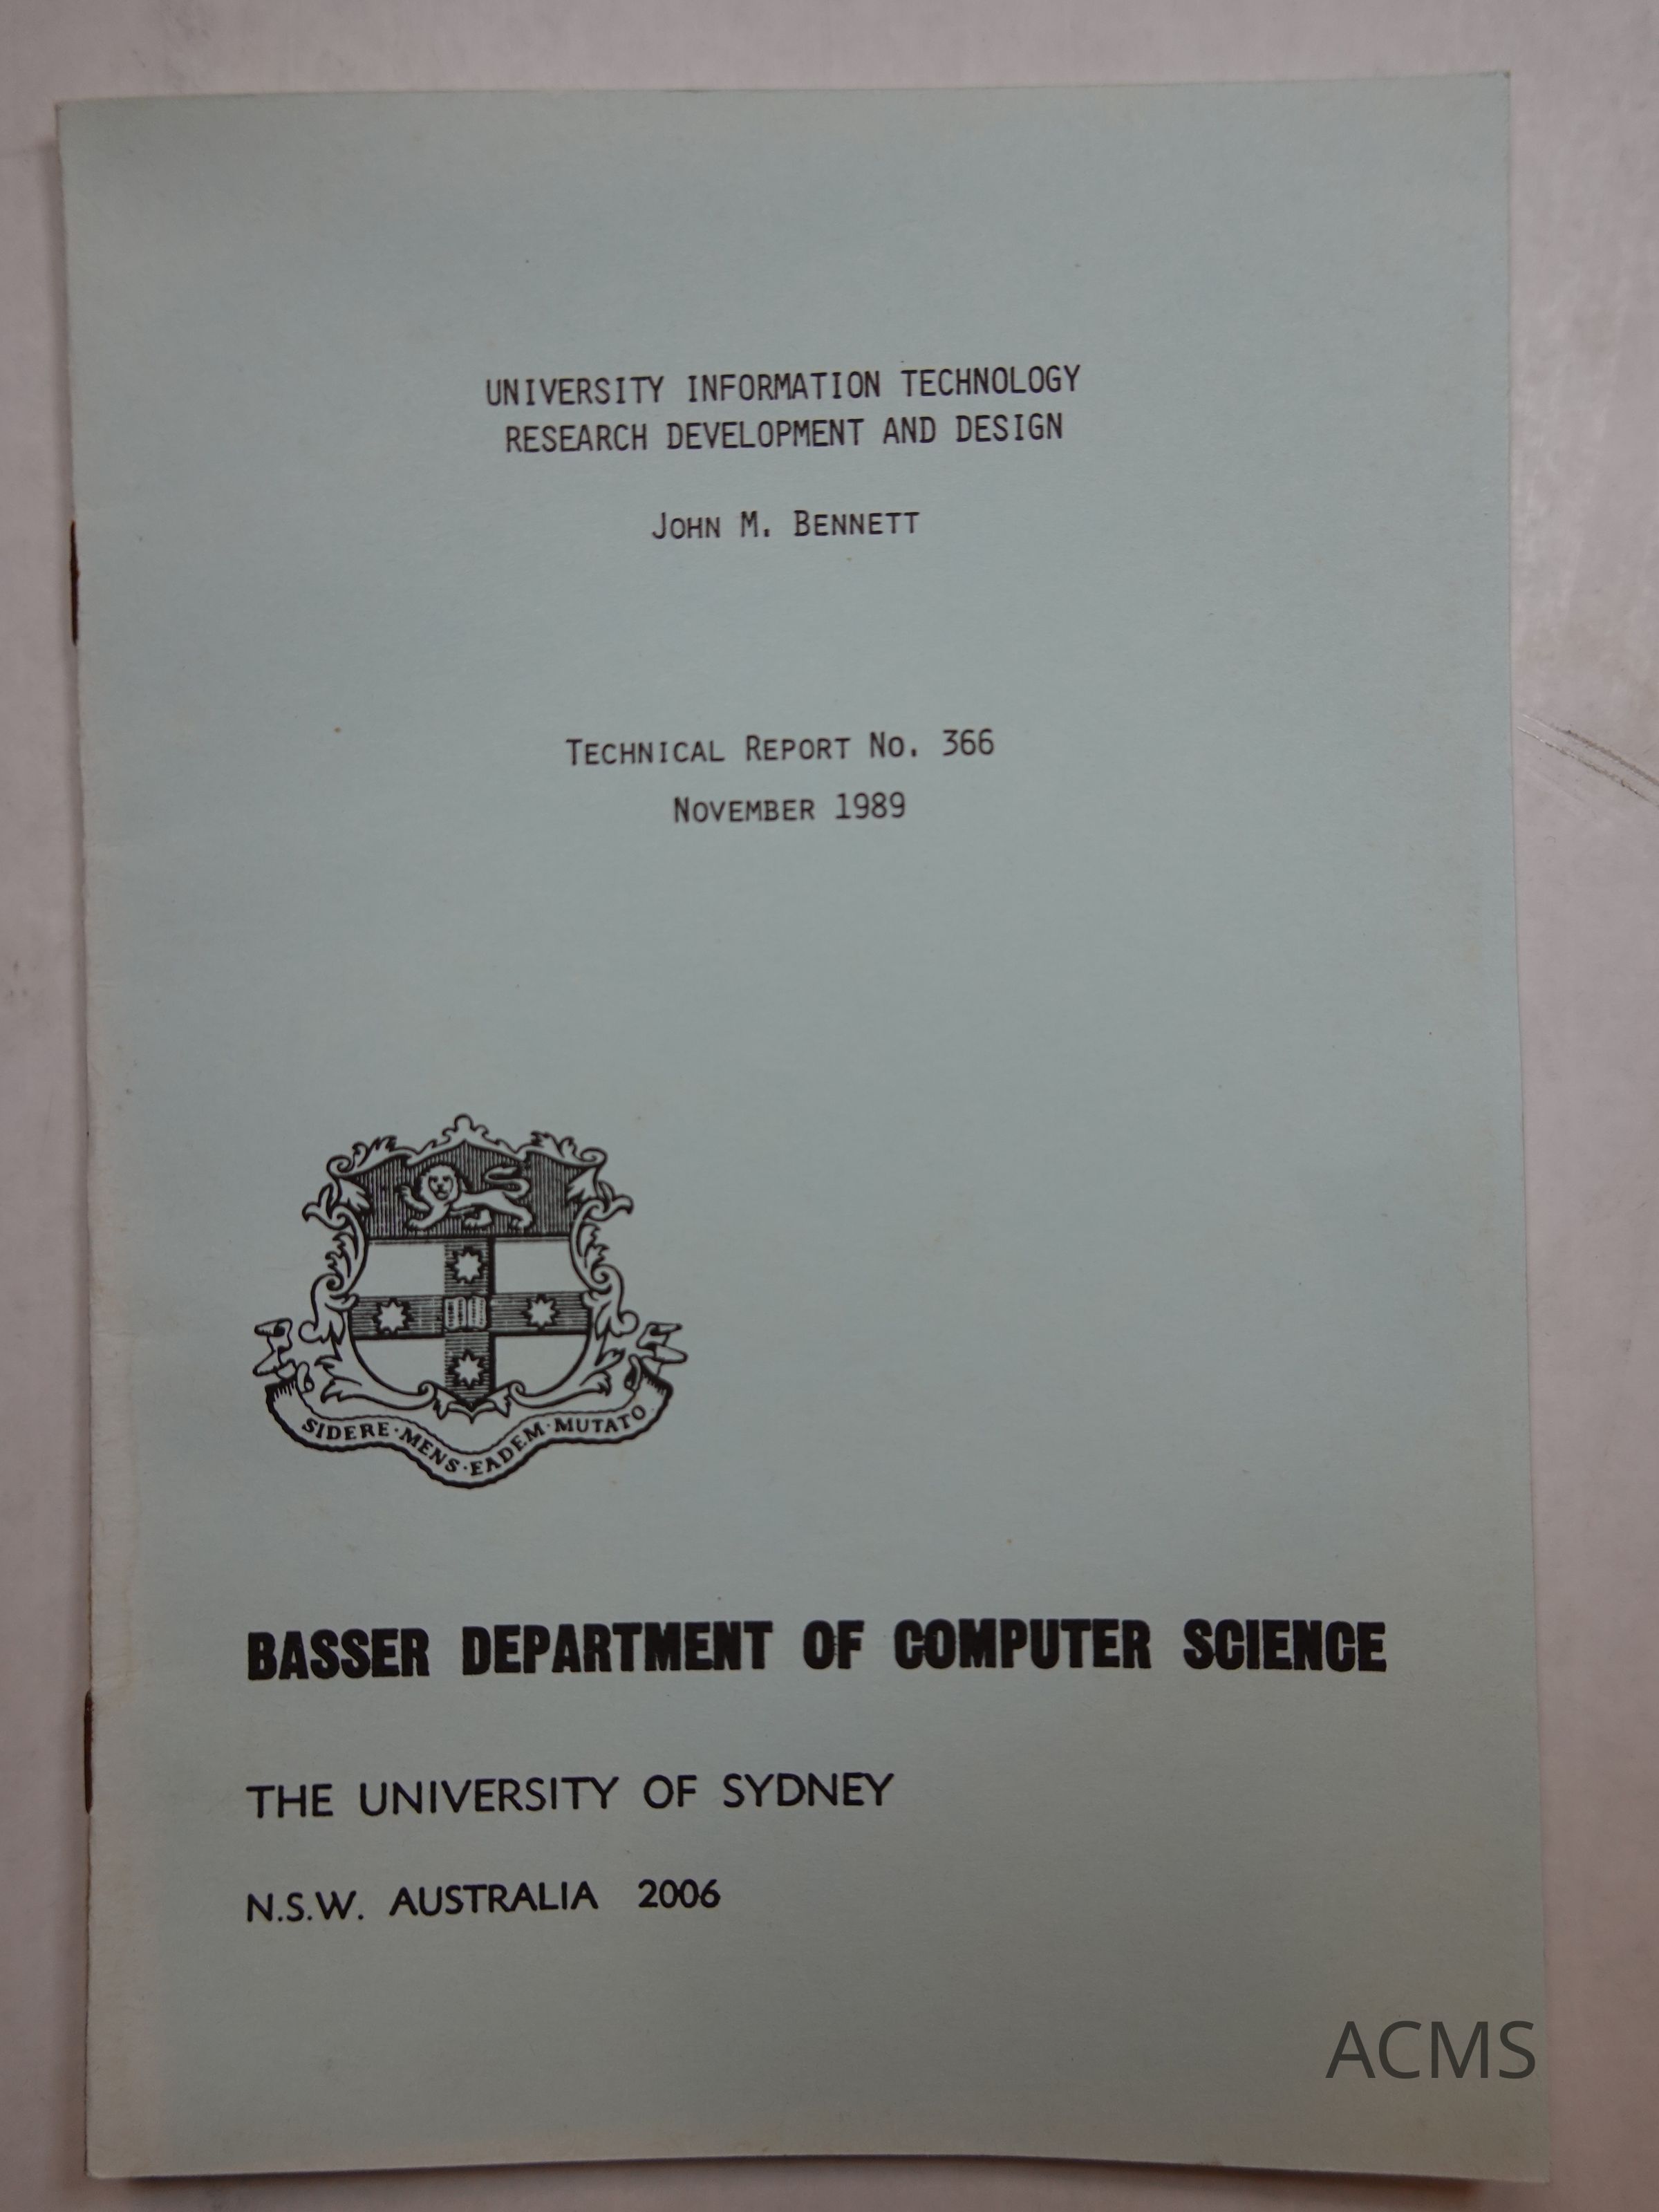 UNIVERSITY INFORMATION TECHNOLOGY
RESEARCH DEVELOPMENT AND DESIGN
JOHN M. BENNETT
TECHNICAL REPORT NO. 366
NOVEMBER 1989
SIDERE·MENS·EADEM·MUTATO
BASSER DEPARTMENT OF COMPUTER SCIENCE
THE UNIVERSITY OF SYDNEY
N.S.W. AUSTRALIA 2006
ACMS